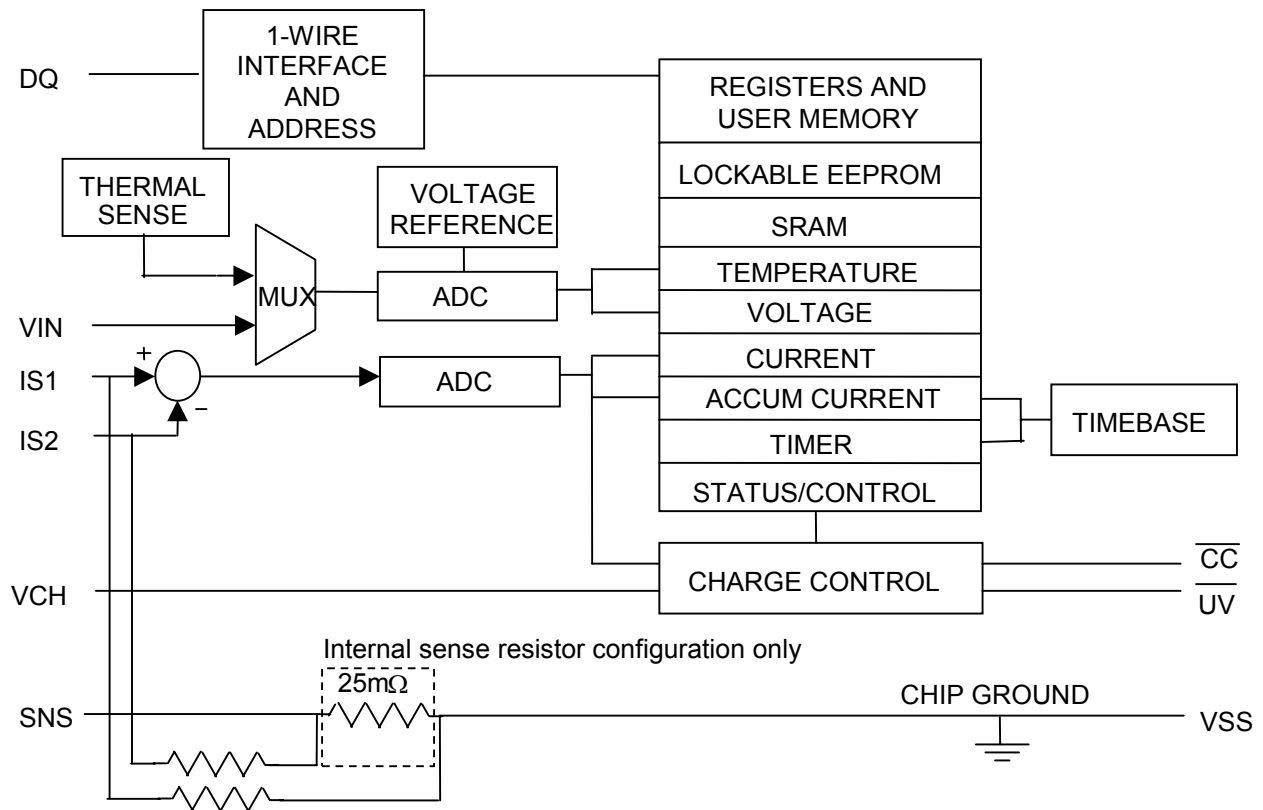 1-WIRE
INTERFACE
AND
ADDRESS
DQ
REGISTERS AND
USER MEMORY
LOCKABLE EEPROM
THERMAL
SENSE
VOLTAGE
REFERENCE
SRAM
TEMPERATURE
MUX
ADC
VOLTAGE
VIN
+
CURRENT
IS1
ADC
ACCUM CURRENT
TIMEBASE
–
IS2
TIMER
STATUS/CONTROL
CC
CHARGE CONTROL
VCH
UV
Internal sense resistor configuration only
25mΩ
CHIP GROUND
SNS
VSS